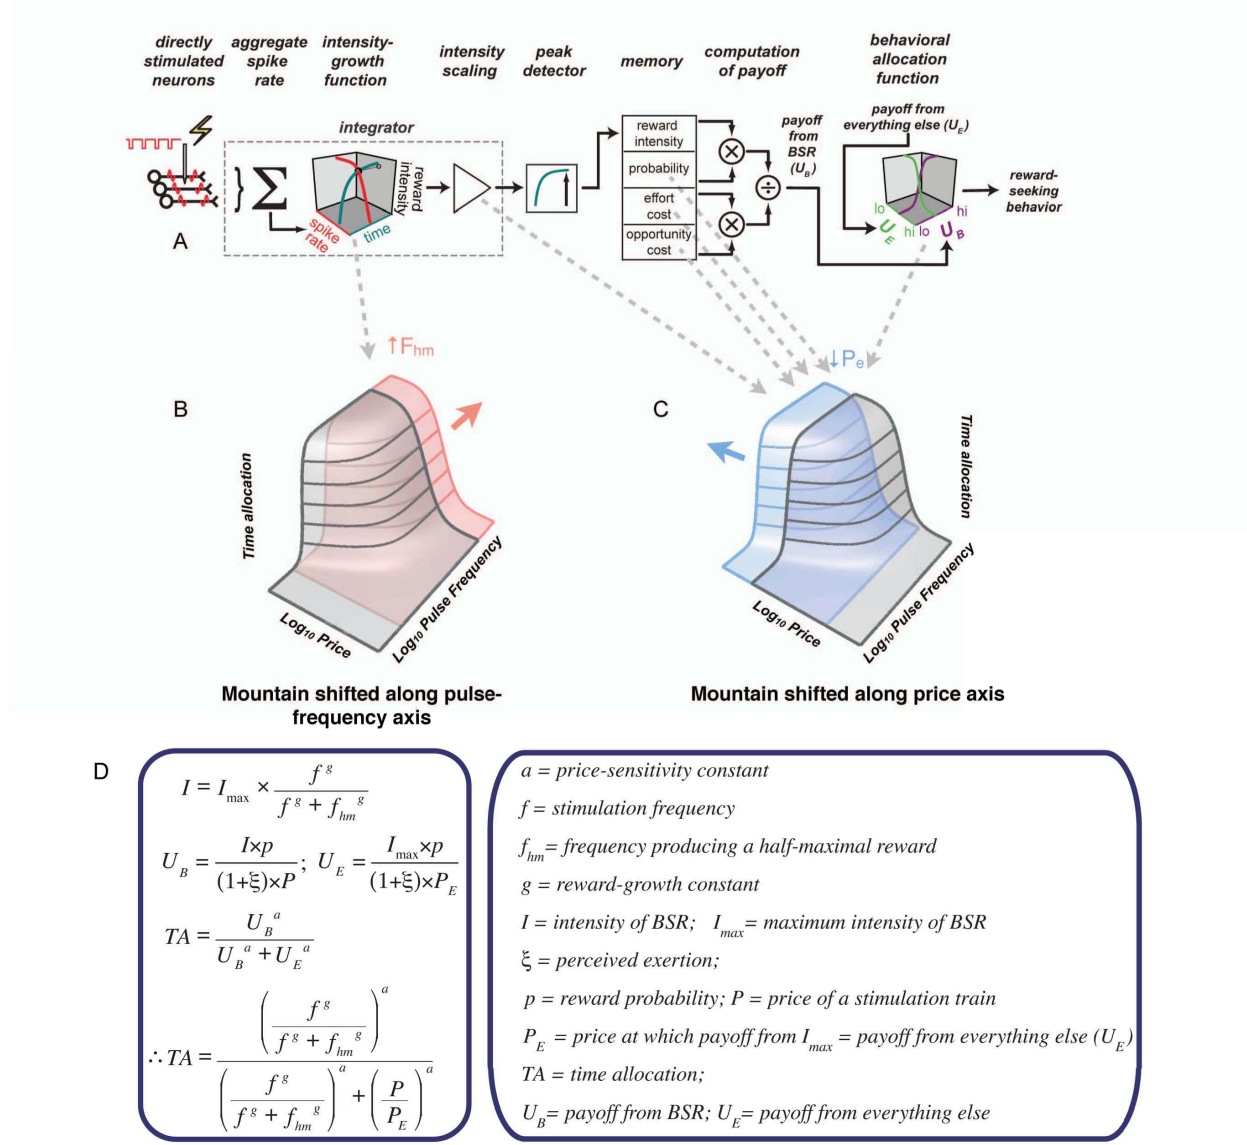 directly stimulated neurons
aggregate spike rate
intensity-growth function
intensity scaling
peak detector
memory
computation of payoff
behavioral allocation function
integrator
Σ
reward intensity
spike rate
time
reward intensity
probability
effort cost
opportunity cost
×
×
÷
payoff from BSR (U_B)
payoff from everything else (U_E)
lo
hi
U_E
hi lo
U_B
reward-seeking behavior
A
↑F_hm
B
Time allocation
Log₁₀ Price
Log₁₀ Pulse Frequency
Mountain shifted along pulse-
frequency axis
↓P_e
C
Time allocation
Log₁₀ Price
Log₁₀ Pulse Frequency
Mountain shifted along price axis
D
I = I_max × f^g / (f^g + f_hm^g)
U_B = I×p / ((1+ξ)×P) ; U_E = I_max×p / ((1+ξ)×P_E)
TA = U_B^a / (U_B^a + U_E^a)
∴ TA = (f^g / (f^g + f_hm^g))^a / ((f^g / (f^g + f_hm^g))^a + (P / P_E)^a)
a = price-sensitivity constant
f = stimulation frequency
f_hm = frequency producing a half-maximal reward
g = reward-growth constant
I = intensity of BSR; I_max = maximum intensity of BSR
ξ = perceived exertion;
p = reward probability; P = price of a stimulation train
P_E = price at which payoff from I_max = payoff from everything else (U_E)
TA = time allocation;
U_B = payoff from BSR; U_E = payoff from everything else